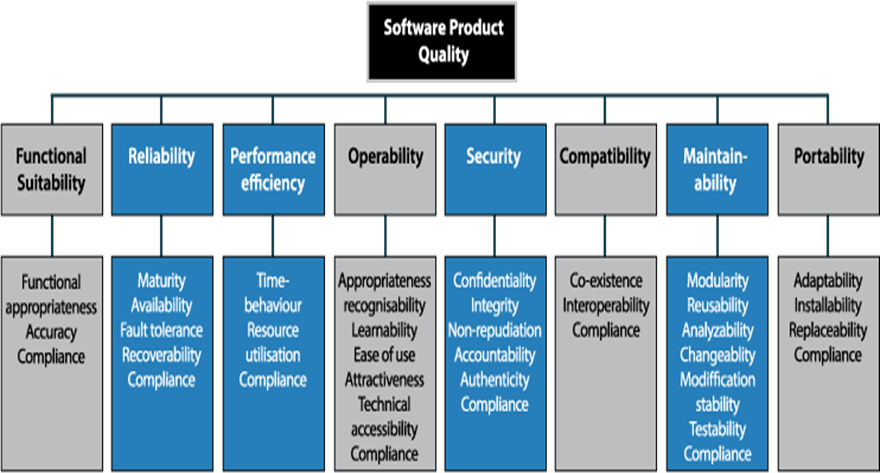 Software Product
Quality
Functional
Suitability
Reliability
Performance
efficiency
Operability
Security
Compatibility
Maintain-
ability
Portability
Functional
appropriateness
Accuracy
Compliance
Maturity
Availability
Fault tolerance
Recoverability
Compliance
Time-
behaviour
Resource
utilisation
Compliance
Appropriateness
recognisability
Learnability
Ease of use
Attractiveness
Technical
accessibility
Compliance
Confidentiality
Integrity
Non-repudiation
Accountability
Authenticity
Compliance
Co-existence
Interoperability
Compliance
Modularity
Reusability
Analyzability
Changeablity
Modiffication
stability
Testability
Compliance
Adaptability
Installability
Replaceability
Compliance